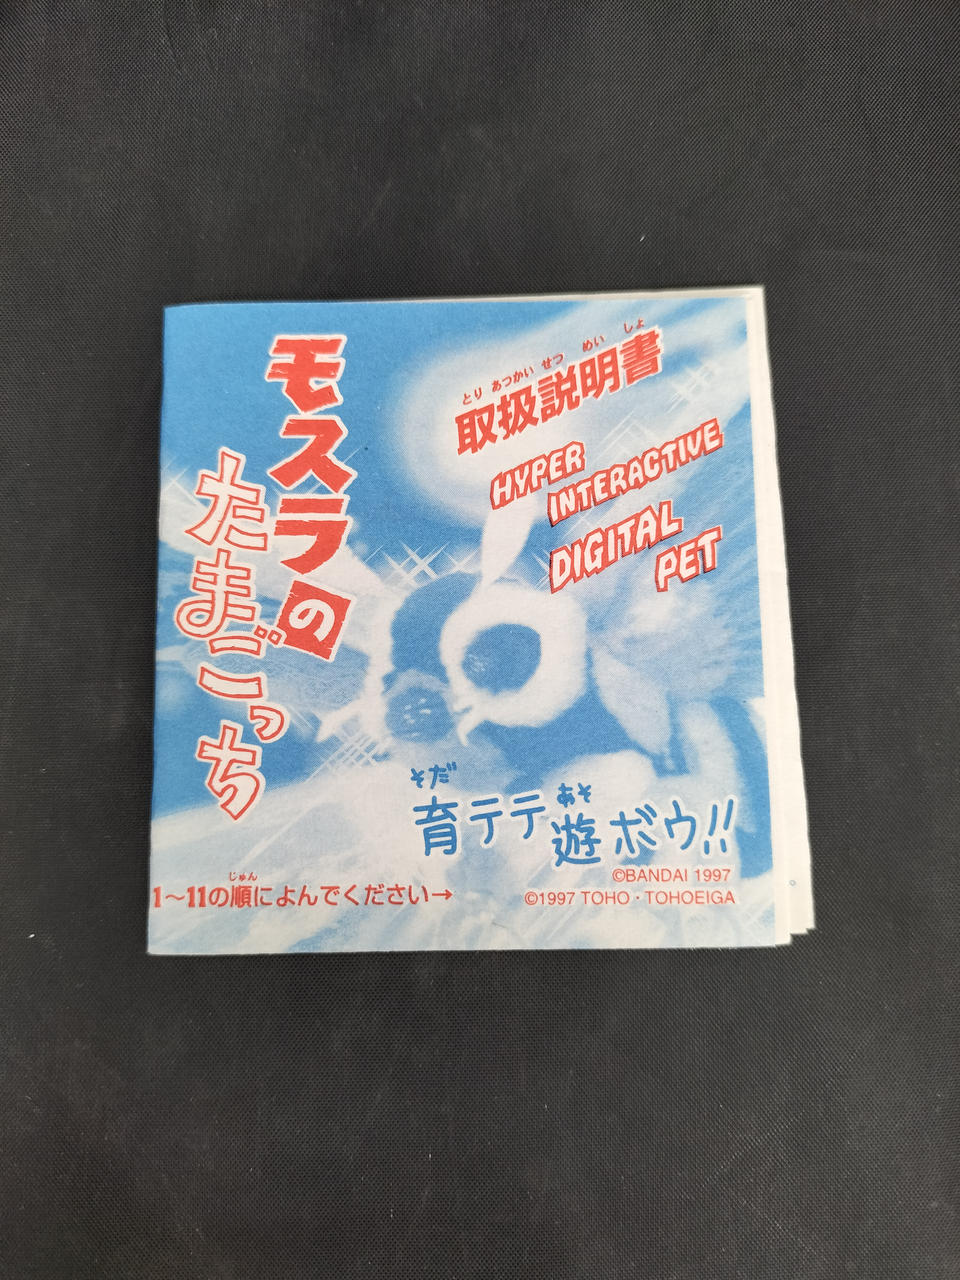 モスラの
たまごっち
とりあつかいせつめいしょ
取扱説明書
HYPER
INTERACTIVE
DIGITAL
PET
そだ あそ
育テテ遊ボウ!!
©BANDAI 1997
©1997 TOHO・TOHOEIGA
じゅん
1～11の順によんでください→